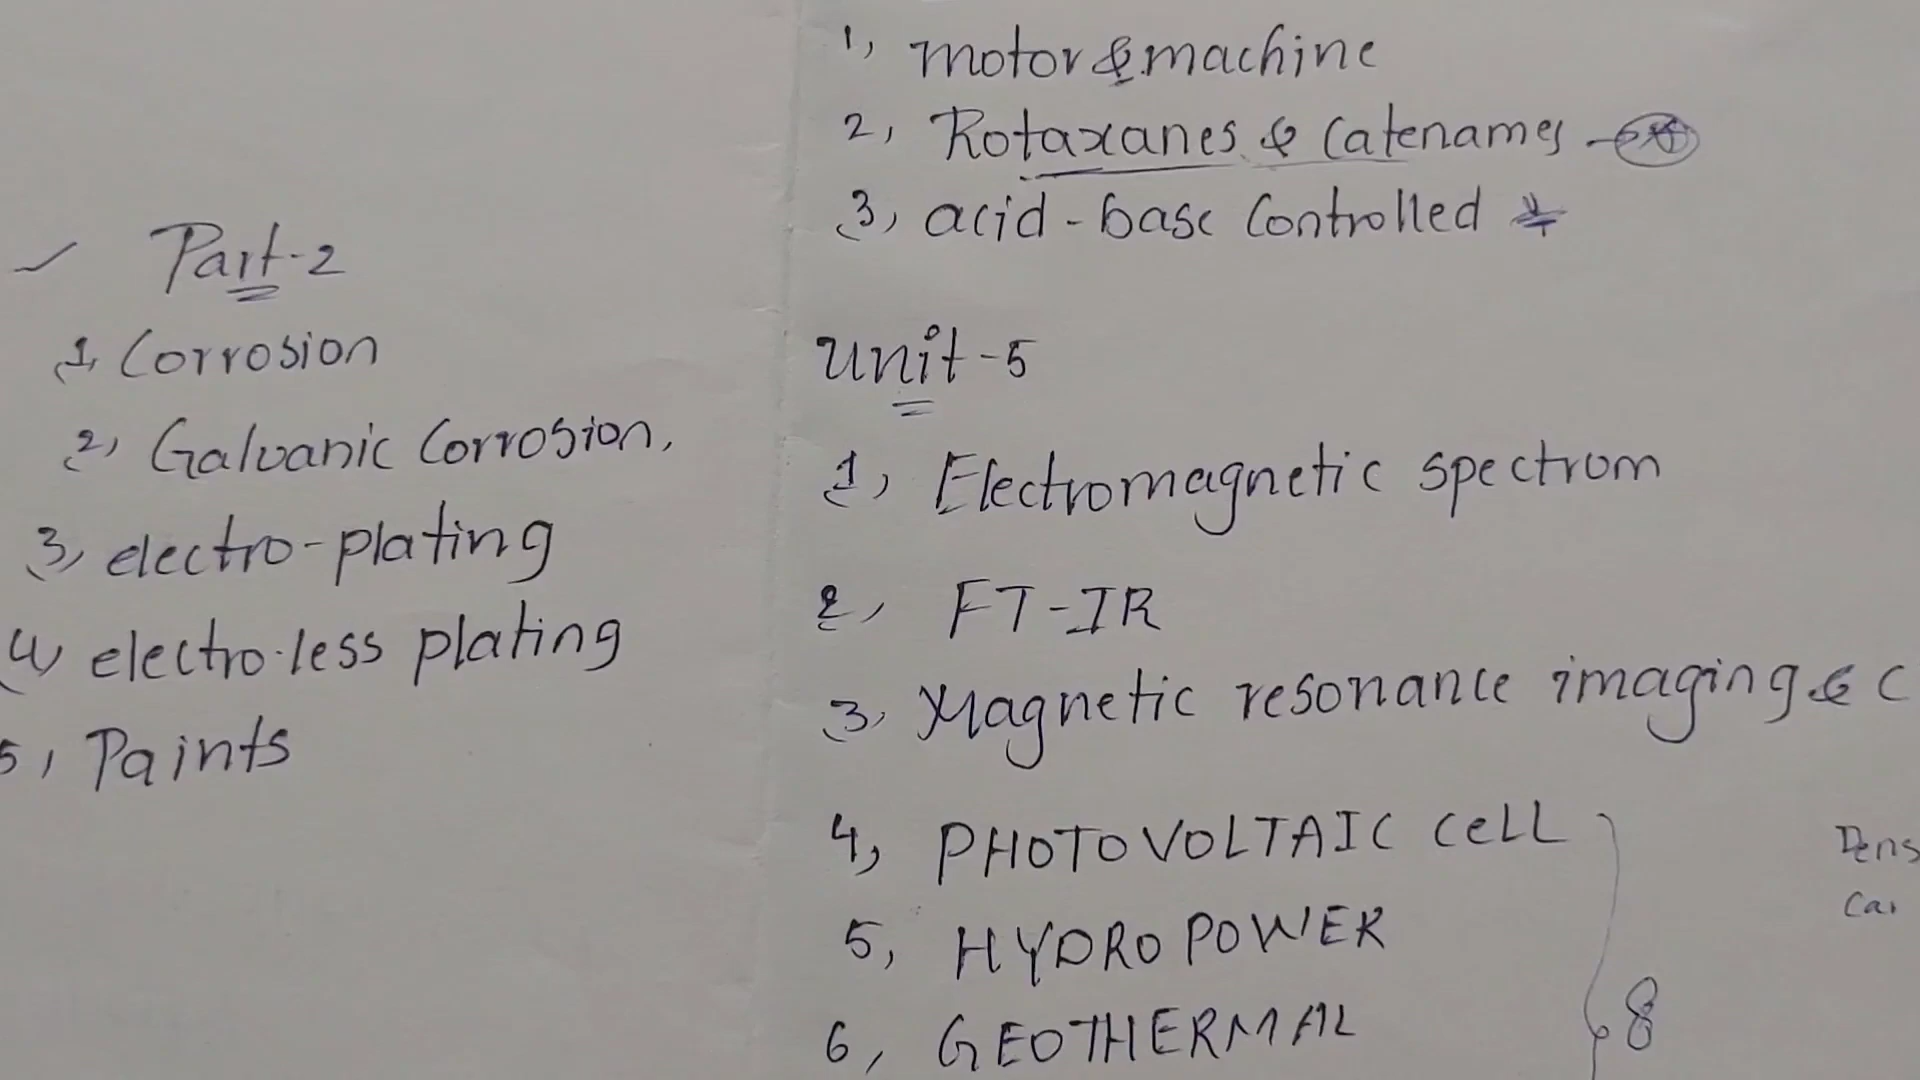 Part-2
1, Corrosion
2, Galvanic Corrosion,
3, electro-plating
4, electro-less plating
5, Paints
1, motor & machine
2, Rotaxanes & Catenames
3, acid-base Controlled
Unit-5
1, Electromagnetic spectrom
2, FT-IR
3, Magnetic resonance imaging & C
4, PHOTOVOLTAIC CeLL
5, HYDRO POWER
6, GEOTHERMAL
8
Dens